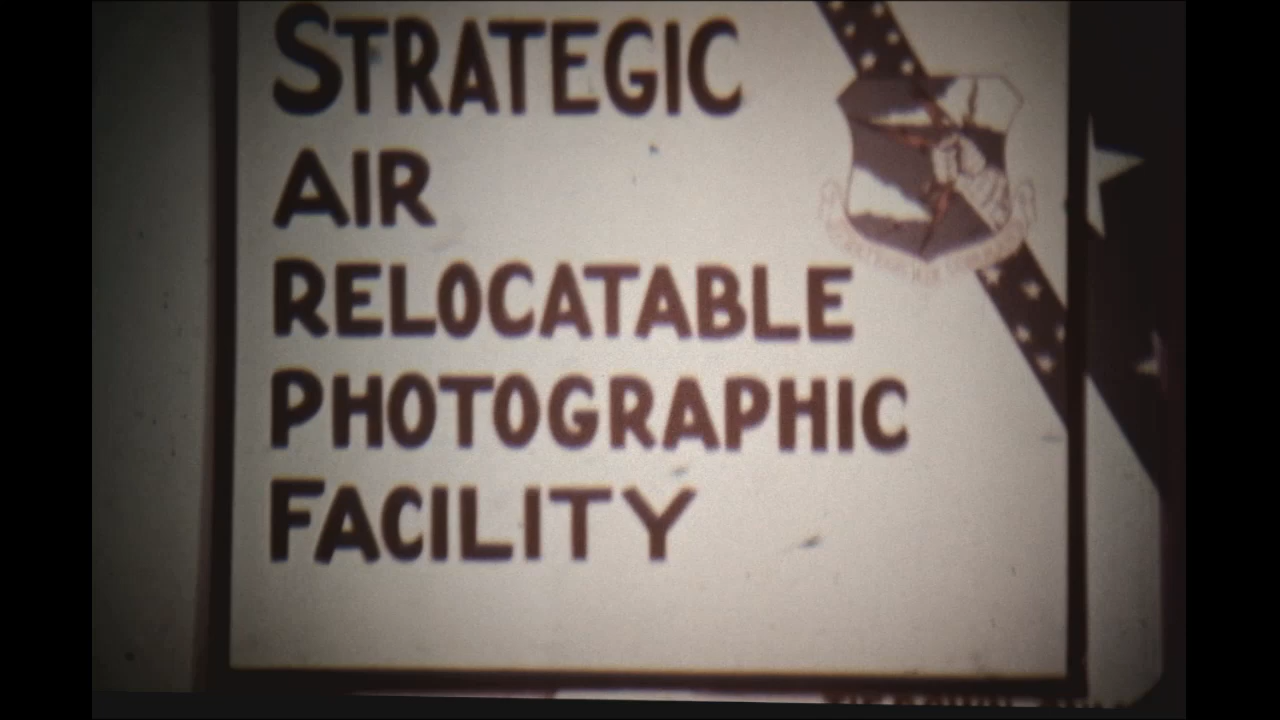 STRATEGIC
AIR
RELOCATABLE
PHOTOGRAPHIC
FACILITY